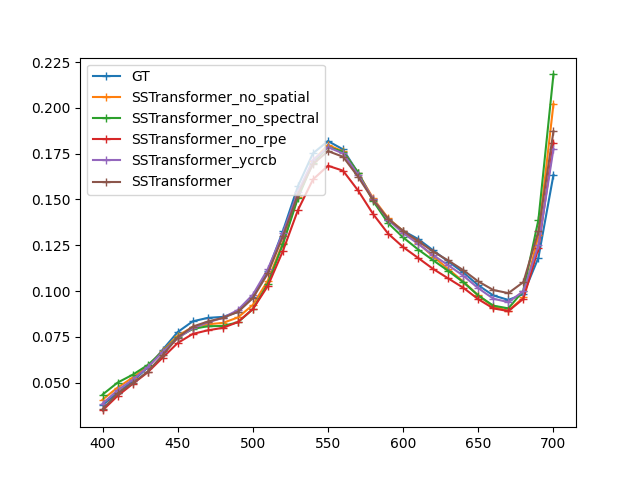 0.225
0.200
0.175
0.150
0.125
0.100
0.075
0.050
GT
SSTransformer_no_spatial
SSTransformer_no_spectral
SSTransformer_no_rpe
SSTransformer_ycrcb
SSTransformer
400 450 500 550 600 650 700